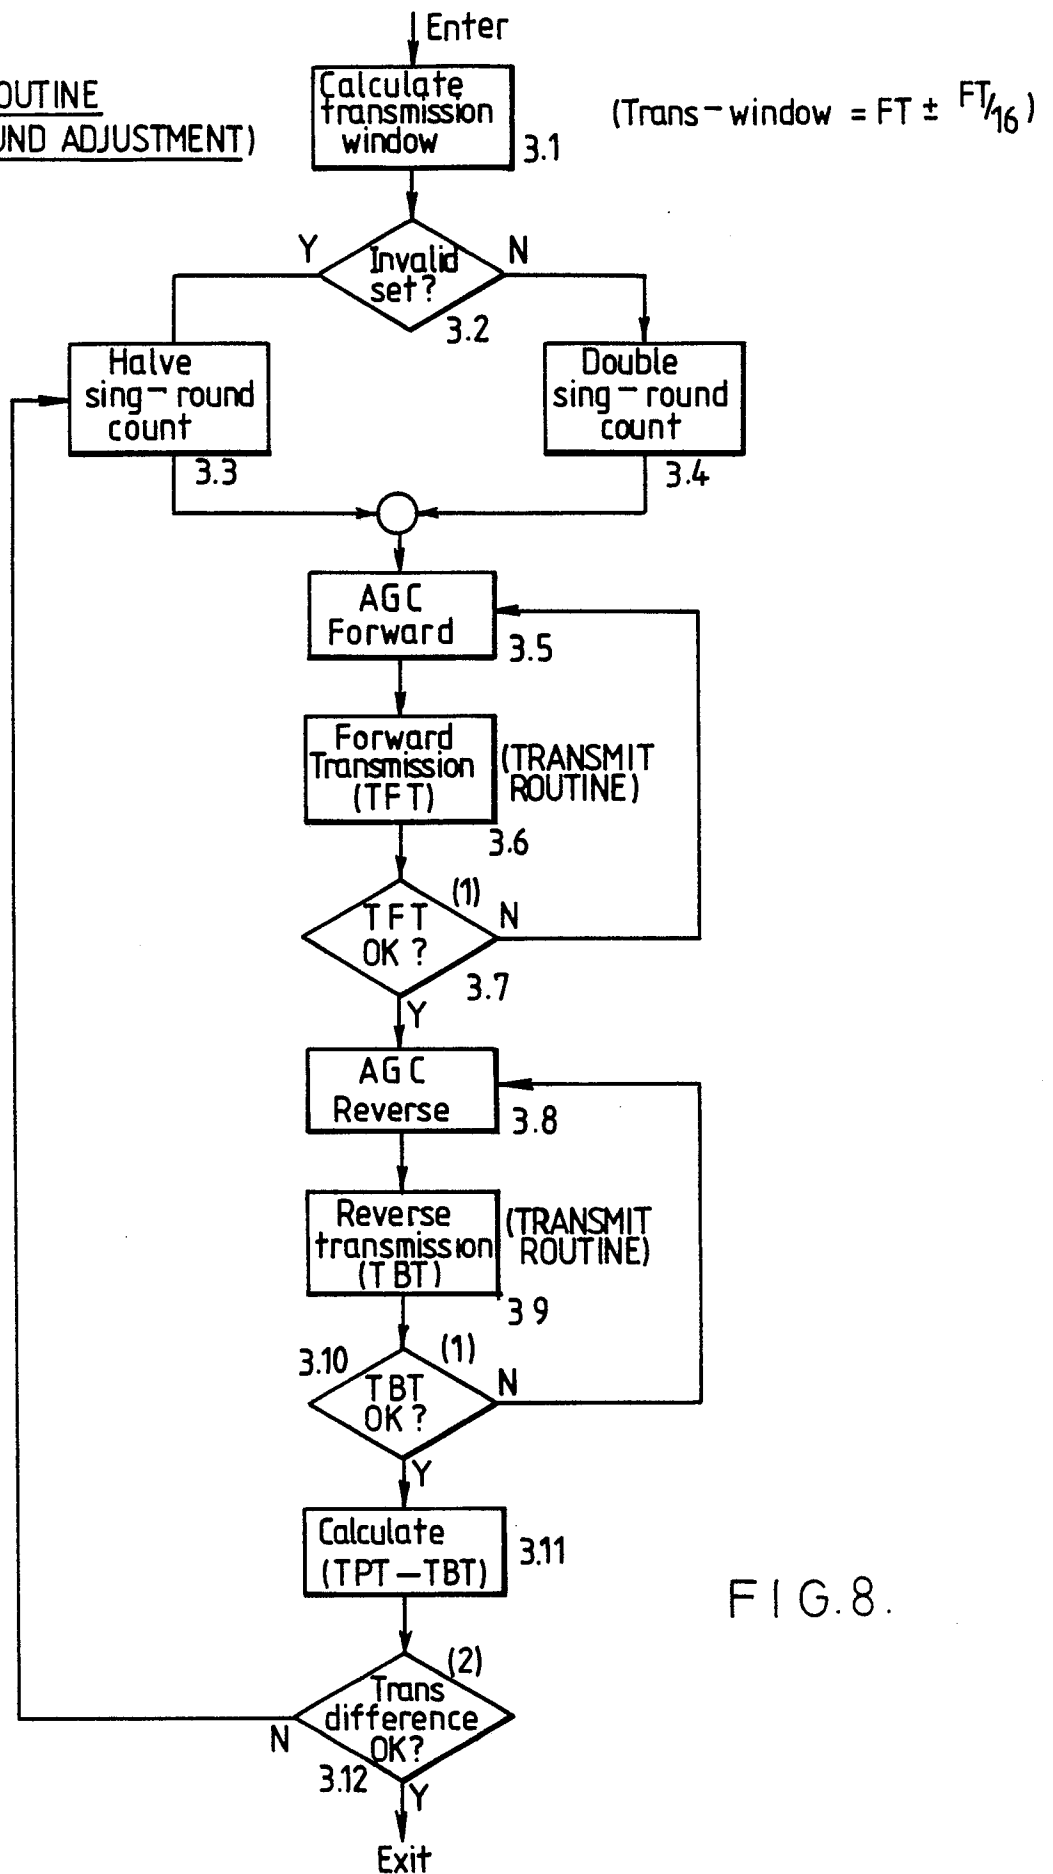 Enter
OUTINE
UND ADJUSTMENT)
Calculate
transmission
window
3.1
(Trans-window = FT ± FT/16)
Y
N
Invalid
set?
3.2
Halve
sing-round
count
3.3
Double
sing-round
count
3.4
AGC
Forward
3.5
Forward
Transmission
(TFT)
(TRANSMIT
ROUTINE)
3.6
(1)
TFT
OK ?
N
3.7
Y
AGC
Reverse
3.8
Reverse
transmission
(TBT)
(TRANSMIT
ROUTINE)
3 9
3.10
(1)
TBT
OK ?
N
Y
Calculate
(TPT-TBT)
3.11
FIG.8.
(2)
Trans
difference
OK?
N
3.12
Y
Exit